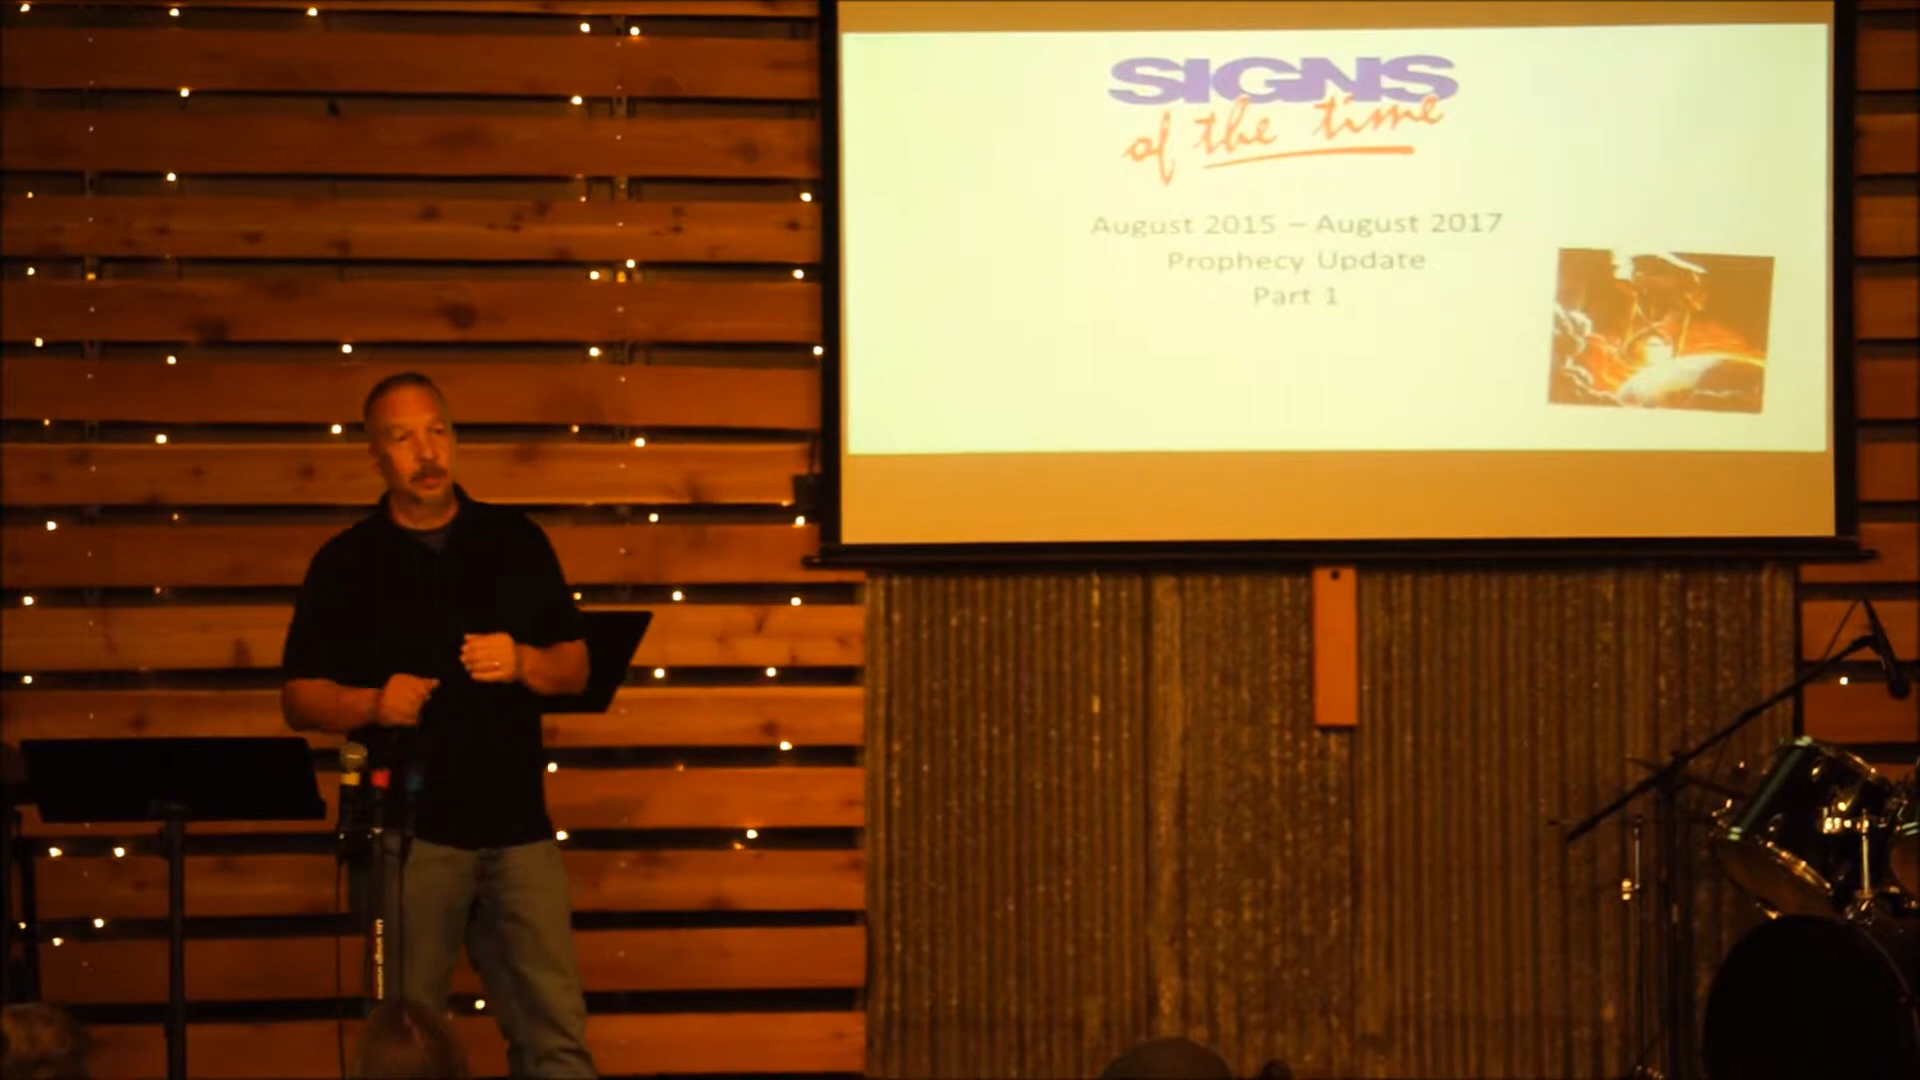 SIGNS
of the time
August 2015 – August 2017
Prophecy Update
Part 1